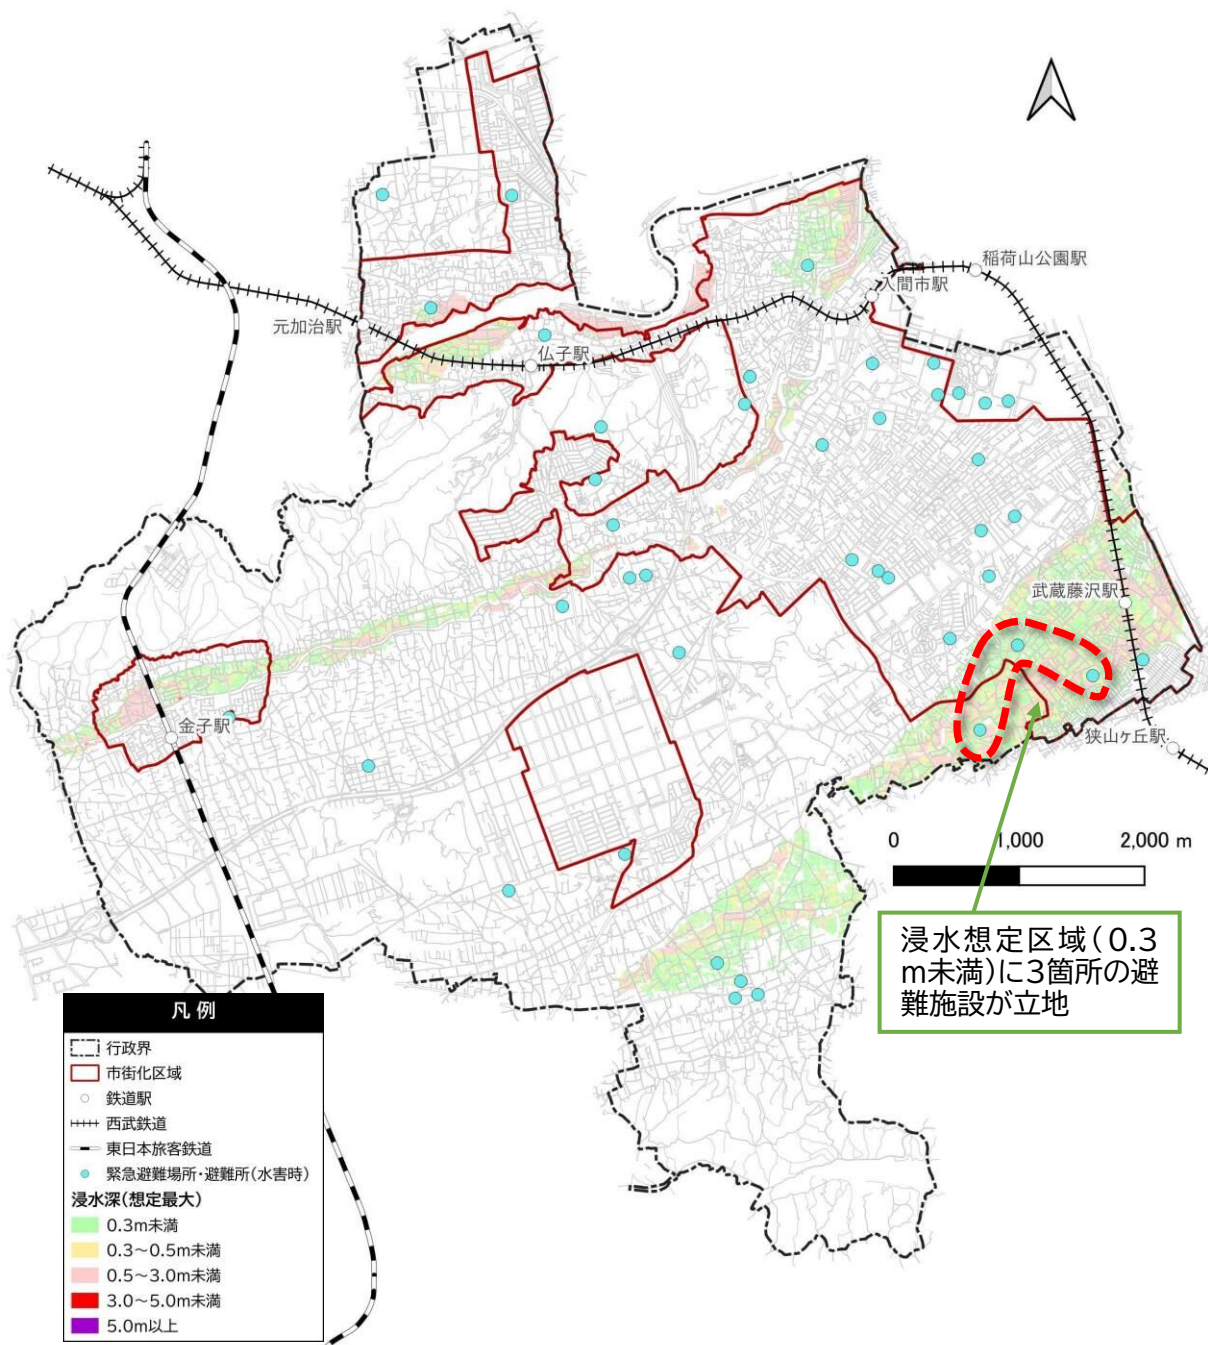 稲荷山公園駅
入間市駅
元加治駅
仏子駅
武蔵藤沢駅
金子駅
狭山ヶ丘駅
0 1,000 2,000 m
浸水想定区域(0.3
m未満)に3箇所の避
難施設が立地
凡例
行政界
市街化区域
鉄道駅
西武鉄道
東日本旅客鉄道
緊急避難場所・避難所(水害時)
浸水深(想定最大)
0.3m未満
0.3～0.5m未満
0.5～3.0m未満
3.0～5.0m未満
5.0m以上